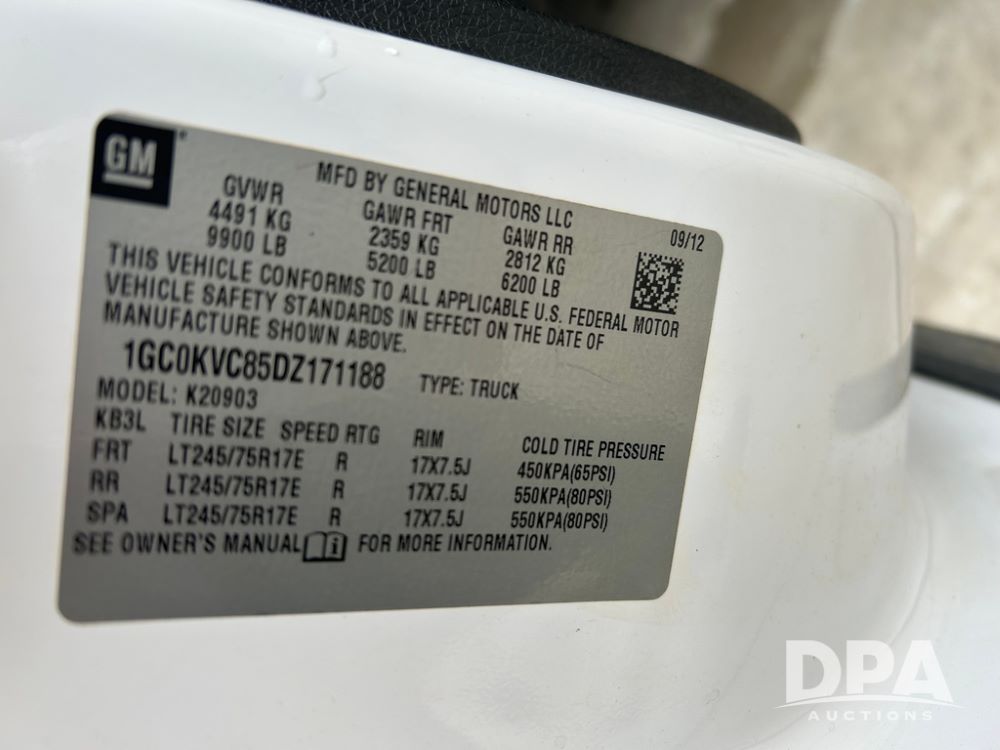 GM
MFD BY GENERAL MOTORS LLC
09/12
GVWR GAWR FRT GAWR RR
4491 KG 2359 KG 2812 KG
9900 LB 5200 LB 6200 LB
THIS VEHICLE CONFORMS TO ALL APPLICABLE U.S. FEDERAL MOTOR
VEHICLE SAFETY STANDARDS IN EFFECT ON THE DATE OF
MANUFACTURE SHOWN ABOVE.
1GC0KVC85DZ171188 TYPE: TRUCK
MODEL: K20903
KB3L TIRE SIZE SPEED RTG RIM COLD TIRE PRESSURE
FRT LT245/75R17E R 17X7.5J 450KPA(65PSI)
RR LT245/75R17E R 17X7.5J 550KPA(80PSI)
SPA LT245/75R17E R 17X7.5J 550KPA(80PSI)
SEE OWNER'S MANUAL i FOR MORE INFORMATION.
DPA
AUCTIONS